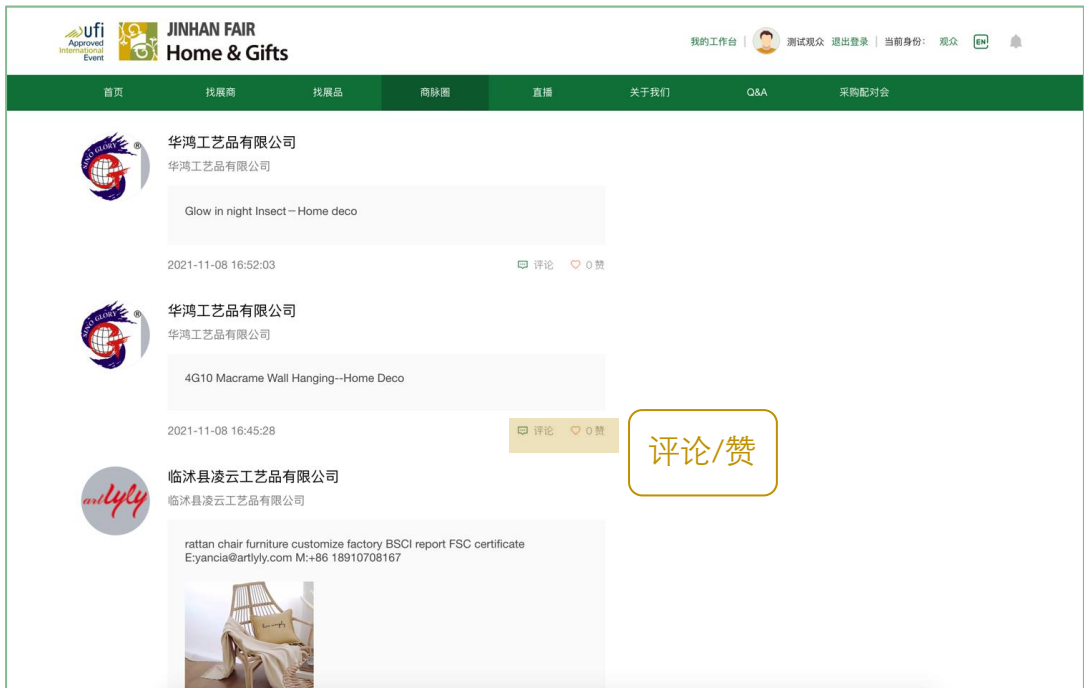 ufi
Approved
International
Event
JINHAN FAIR
Home & Gifts
我的工作台 | 测试观众 退出登录 | 当前身份： 观众 EN
首页 找展商 找展品 商脉圈 直播 关于我们 Q&A 采购配对会
SINO GLORY ®
华鸿工艺品有限公司
华鸿工艺品有限公司
Glow in night Insect－Home deco
2021-11-08 16:52:03 评论 0 赞
SINO GLORY ®
华鸿工艺品有限公司
华鸿工艺品有限公司
4G10 Macrame Wall Hanging--Home Deco
2021-11-08 16:45:28 评论 0 赞
评论/赞
artlyly
临沭县凌云工艺品有限公司
临沭县凌云工艺品有限公司
rattan chair furniture customize factory BSCI report FSC certificate
E:yancia@artlyly.com M:+86 18910708167